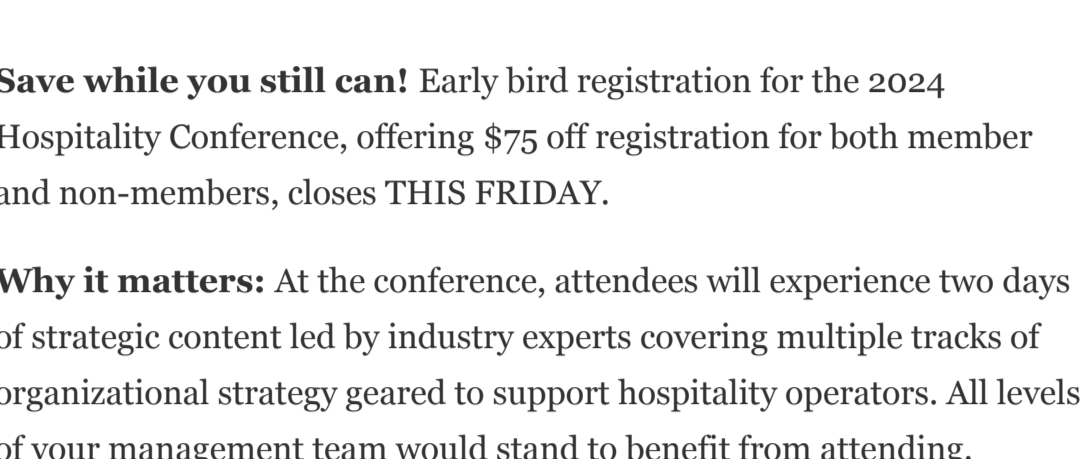 Save while you still can! Early bird registration for the 2024
Hospitality Conference, offering $75 off registration for both member
and non-members, closes THIS FRIDAY.
Why it matters: At the conference, attendees will experience two days
of strategic content led by industry experts covering multiple tracks of
organizational strategy geared to support hospitality operators. All levels
of your management team would stand to benefit from attending.